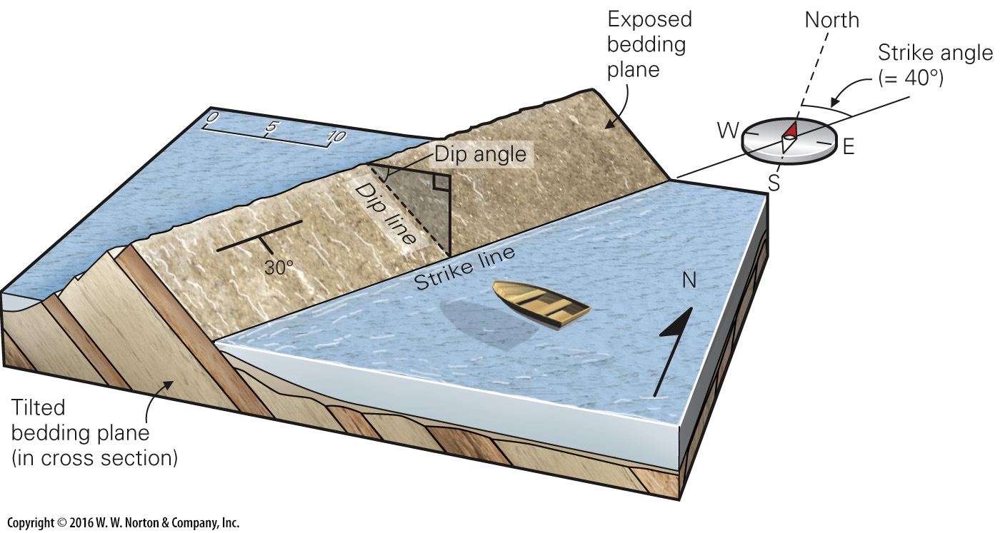 Exposed
bedding
plane
North
Strike angle
(= 40°)
0
5
10
W
E
S
Dip angle
Dip line
30°
Strike line
N
Tilted
bedding plane
(in cross section)
Copyright © 2016 W. W. Norton & Company, Inc.